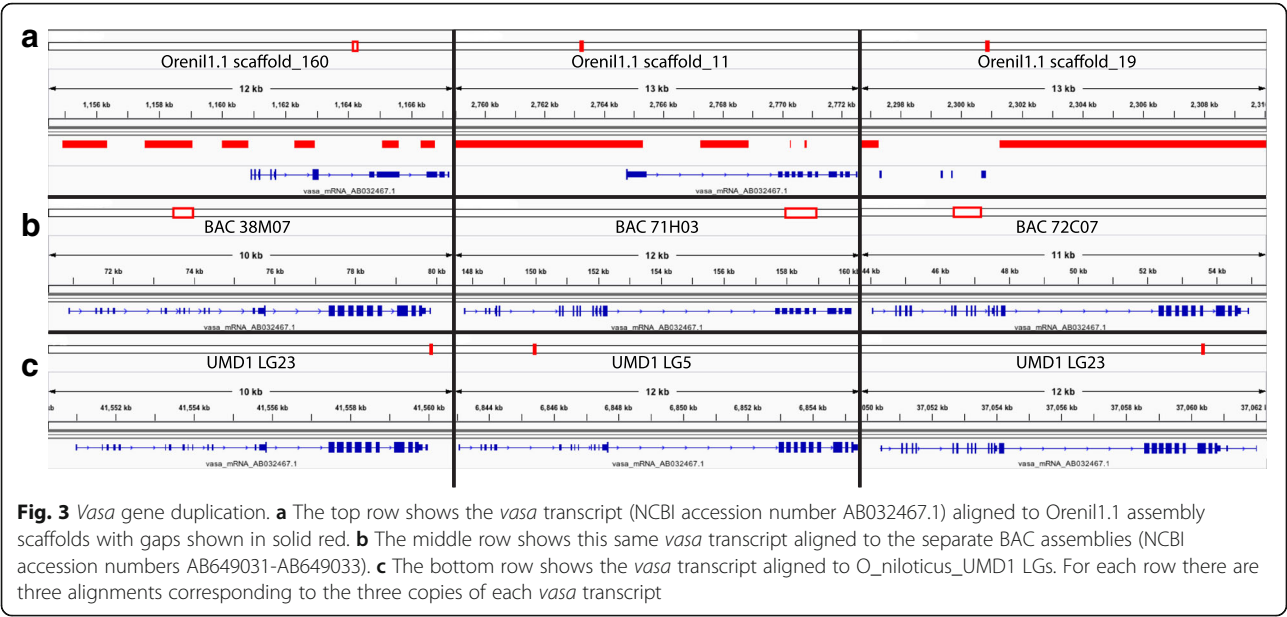 a
Orenil1.1 scaffold_160
Orenil1.1 scaffold_11
Orenil1.1 scaffold_19
12 kb
13 kb
13 kb
1,156 kb 1,158 kb 1,160 kb 1,162 kb 1,164 kb 1,166 kb
2,760 kb 2,762 kb 2,764 kb 2,766 kb 2,768 kb 2,770 kb 2,772 kb
2,298 kb 2,300 kb 2,302 kb 2,304 kb 2,306 kb 2,308 kb 2,31
vasa_mRNA_AB032467.1
vasa_mRNA_AB032467.1
b
BAC 38M07
BAC 71H03
BAC 72C07
10 kb
12 kb
11 kb
72 kb 74 kb 76 kb 78 kb 80 kb
148 kb 150 kb 152 kb 154 kb 156 kb 158 kb 160 kb
44 kb 46 kb 48 kb 50 kb 52 kb 54 kb
vasa_mRNA_AB032467.1
vasa_mRNA_AB032467.1
vasa_mRNA_AB032467.1
c
UMD1 LG23
UMD1 LG5
UMD1 LG23
10 kb
12 kb
12 kb
41,552 kb 41,554 kb 41,556 kb 41,558 kb 41,560 kb
6,844 kb 6,846 kb 6,848 kb 6,850 kb 6,852 kb 6,854 kb
050 kb 37,052 kb 37,054 kb 37,056 kb 37,058 kb 37,060 kb 37,062
vasa_mRNA_AB032467.1
vasa_mRNA_AB032467.1
vasa_mRNA_AB032467.1
Fig. 3 Vasa gene duplication. a The top row shows the vasa transcript (NCBI accession number AB032467.1) aligned to Orenil1.1 assembly
scaffolds with gaps shown in solid red. b The middle row shows this same vasa transcript aligned to the separate BAC assemblies (NCBI
accession numbers AB649031-AB649033). c The bottom row shows the vasa transcript aligned to O_niloticus_UMD1 LGs. For each row there are
three alignments corresponding to the three copies of each vasa transcript